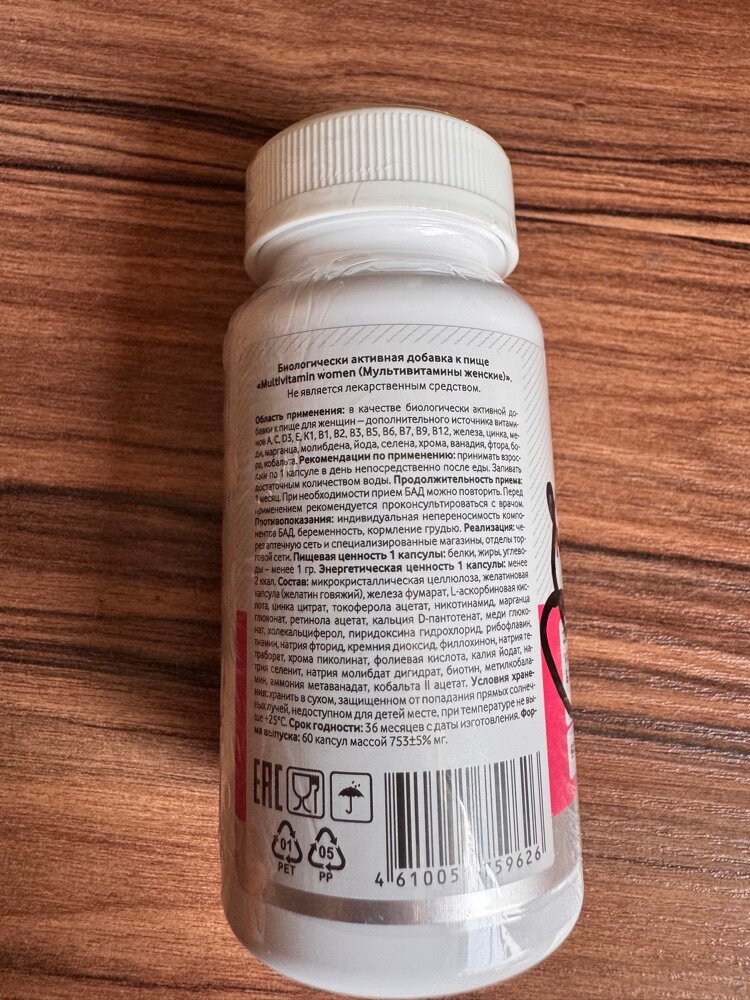 Биологически активная добавка к пище
«Multivitamin women (Мультивитамины женские)».
Не является лекарственным средством.
Область применения: в качестве биологически активной до-
бавки к пище для женщин – дополнительного источника витами-
нов A, C, D3, E, K1, B1, B2, B3, B5, B6, B7, B9, B12, железа, цинка, ме-
ди, марганца, молибдена, йода, селена, хрома, ванадия, фтора, бо-
ра, кобальта. Рекомендации по применению: принимать взрос-
лым по 1 капсуле в день непосредственно после еды. Запивать
достаточным количеством воды. Продолжительность приема:
1 месяц. При необходимости прием БАД можно повторить. Перед
применением рекомендуется проконсультироваться с врачом.
Противопоказания: индивидуальная непереносимость компо-
нентов БАД, беременность, кормление грудью. Реализация: че-
рез аптечную сеть и специализированные магазины, отделы тор-
говой сети. Пищевая ценность 1 капсулы: белки, жиры, углево-
ды – менее 1 гр. Энергетическая ценность 1 капсулы: менее
2 ккал. Состав: микрокристаллическая целлюлоза, желатиновая
капсула (желатин говяжий), железа фумарат, L-аскорбиновая кис-
лота, цинка цитрат, токоферола ацетат, никотинамид, марганца
глюконат, ретинола ацетат, кальция D-пантотенат, меди глюко-
нат, холекальциферол, пиридоксина гидрохлорид, рибофлавин,
тиамин, натрия фторид, кремния диоксид, филлохинон, натрия те-
траборат, хрома пиколинат, фолиевая кислота, калия йодат, на-
трия селенит, натрия молибдат дигидрат, биотин, метилкобала-
мин, аммония метаванадат, кобальта II ацетат. Условия хране-
ния: хранить в сухом, защищенном от попадания прямых солнеч-
ных лучей, недоступном для детей месте, при температуре не вы-
ше +25°C. Срок годности: 36 месяцев с даты изготовления. Фор-
ма выпуска: 60 капсул массой 753±5% мг.
EAC
01
PET
05
PP
4 61005 59626